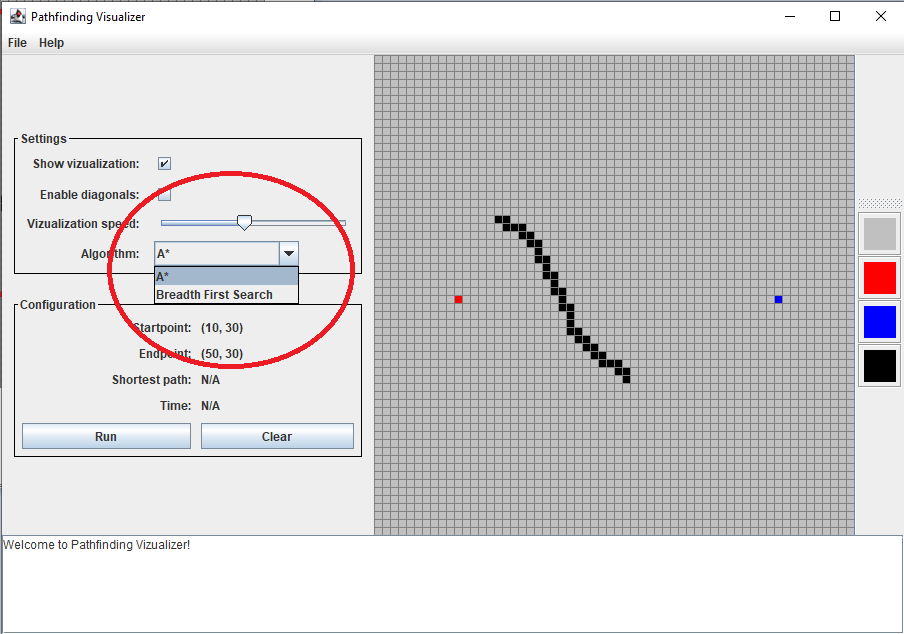 Pathfinding Visualizer
File Help
Settings
Show vizualization:
Enable diagonals:
Vizualization speed:
Algorithm: A*
A*
Breadth First Search
Configuration
Startpoint: (10, 30)
Endpoint: (50, 30)
Shortest path: N/A
Time: N/A
Run Clear
Welcome to Pathfinding Vizualizer!